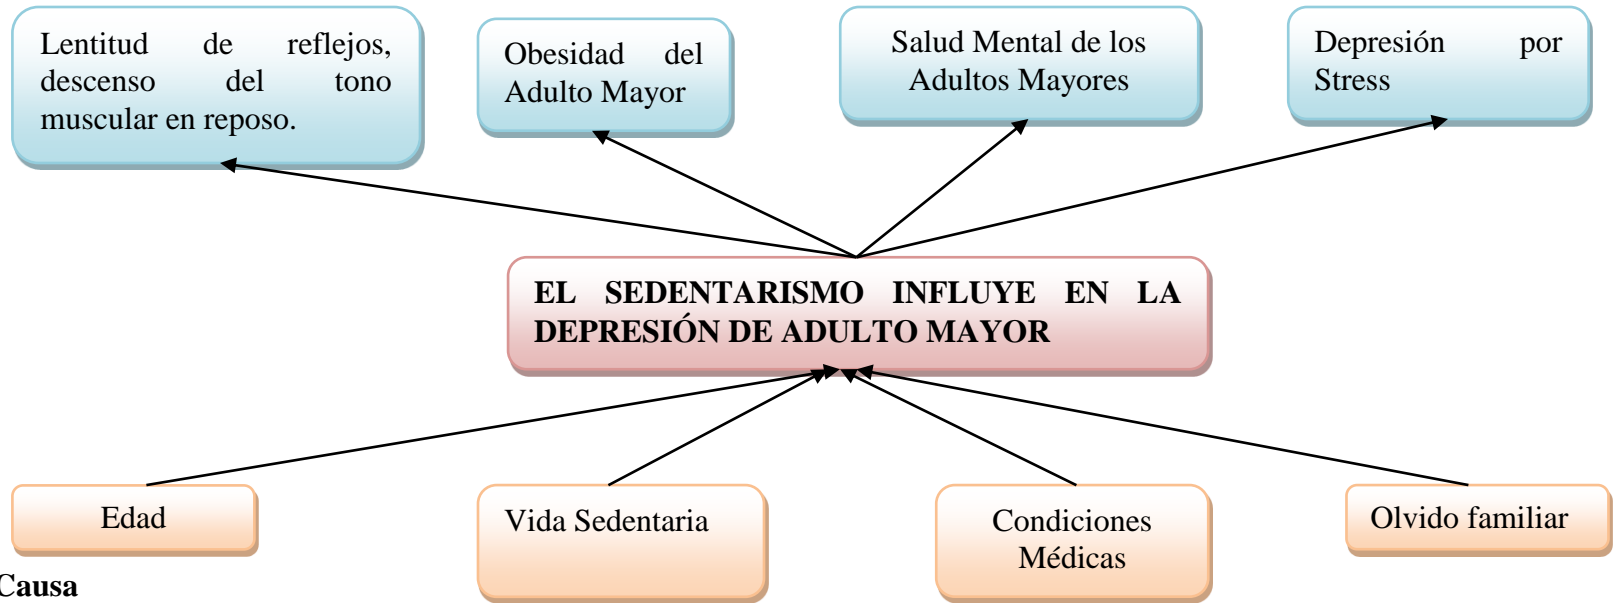 Lentitud de reflejos,
descenso del tono
muscular en reposo.
Obesidad del
Adulto Mayor
Salud Mental de los
Adultos Mayores
Depresión por
Stress
EL SEDENTARISMO INFLUYE EN LA
DEPRESIÓN DE ADULTO MAYOR
Edad
Vida Sedentaria
Condiciones
Médicas
Olvido familiar
Causa